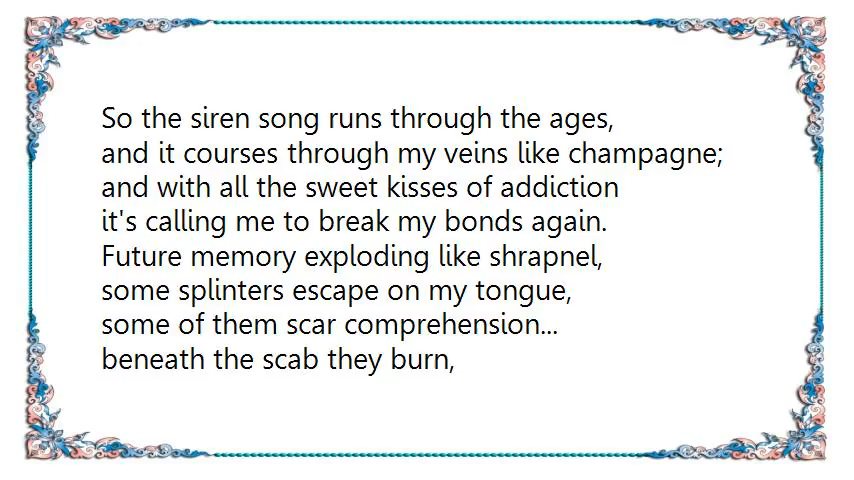 So the siren song runs through the ages,
and it courses through my veins like champagne;
and with all the sweet kisses of addiction
it's calling me to break my bonds again.
Future memory exploding like shrapnel,
some splinters escape on my tongue,
some of them scar comprehension...
beneath the scab they burn,